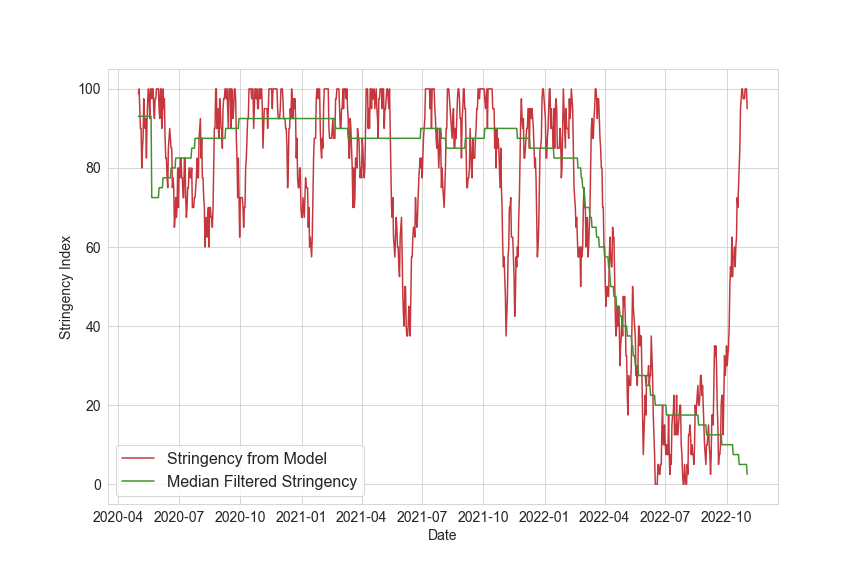 100
80
60
40
20
0
Stringency Index
Stringency from Model
Median Filtered Stringency
2020-04 2020-07 2020-10 2021-01 2021-04 2021-07 2021-10 2022-01 2022-04 2022-07 2022-10
Date